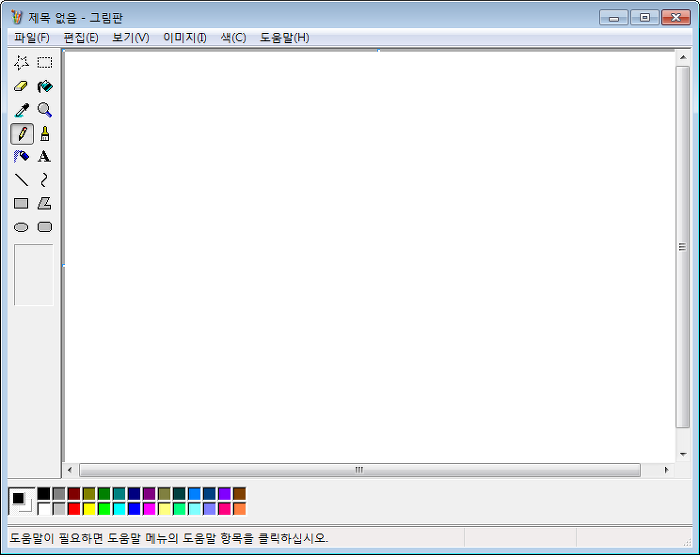 제목 없음 - 그림판
파일(F) 편집(E) 보기(V) 이미지(I) 색(C) 도움말(H)
A
도움말이 필요하면 도움말 메뉴의 도움말 항목을 클릭하십시오.